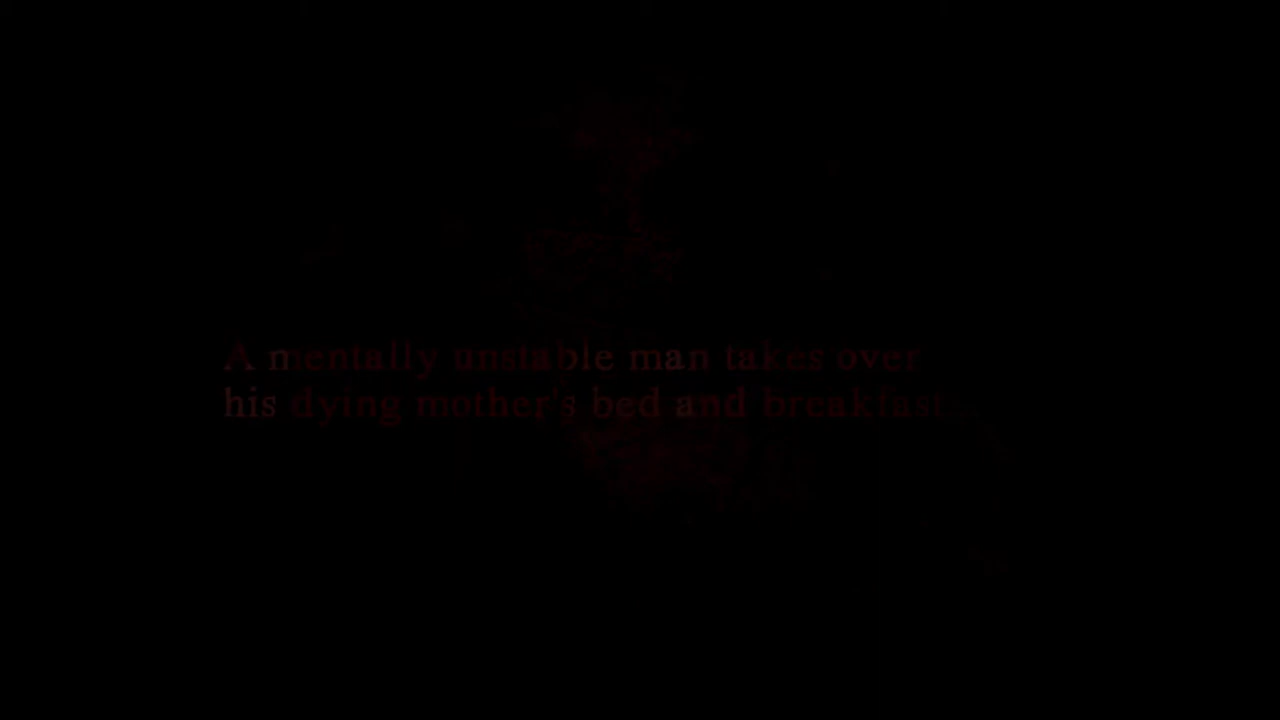 A mentally unstable man takes over
his dying mother's bed and breakfast...